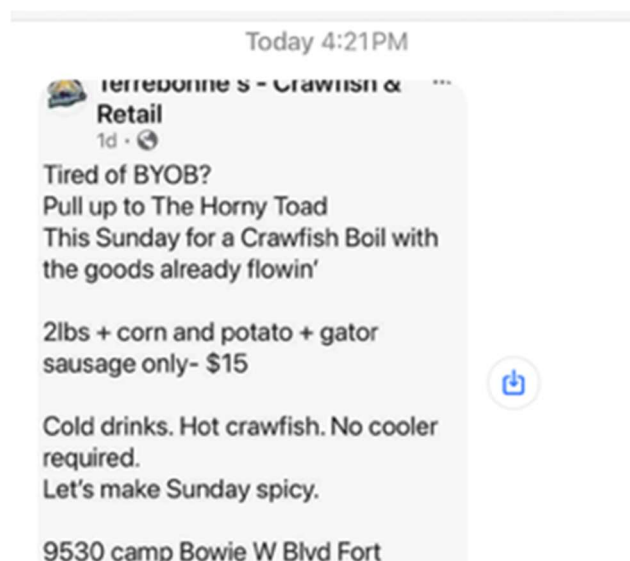 Today 4:21PM
Terrebonne's - Crawfish &
Retail
1d
Tired of BYOB?
Pull up to The Horny Toad
This Sunday for a Crawfish Boil with
the goods already flowin'
2lbs + corn and potato + gator
sausage only- $15
Cold drinks. Hot crawfish. No cooler
required.
Let's make Sunday spicy.
9530 camp Bowie W Blvd Fort